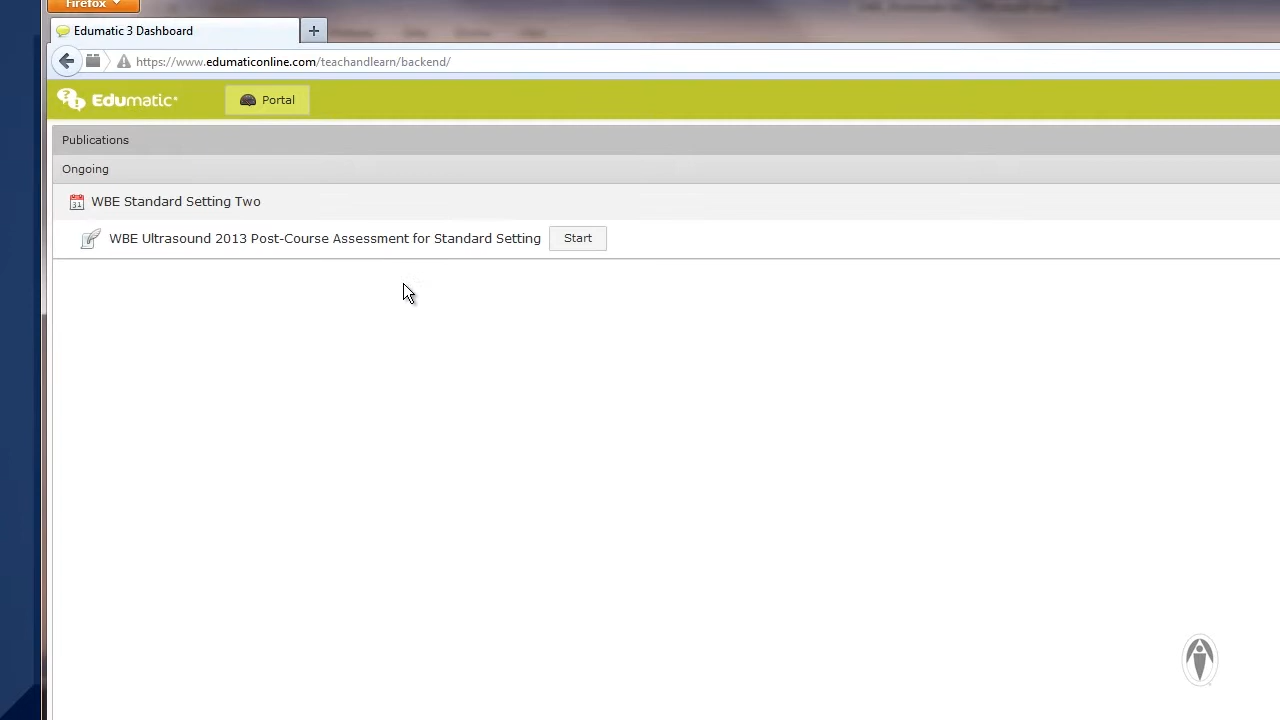 Firefox
Edumatic 3 Dashboard
https://www.edumaticonline.com/teachandlearn/backend/
Edumatic
Portal
Publications
Ongoing
31 WBE Standard Setting Two
WBE Ultrasound 2013 Post-Course Assessment for Standard Setting Start